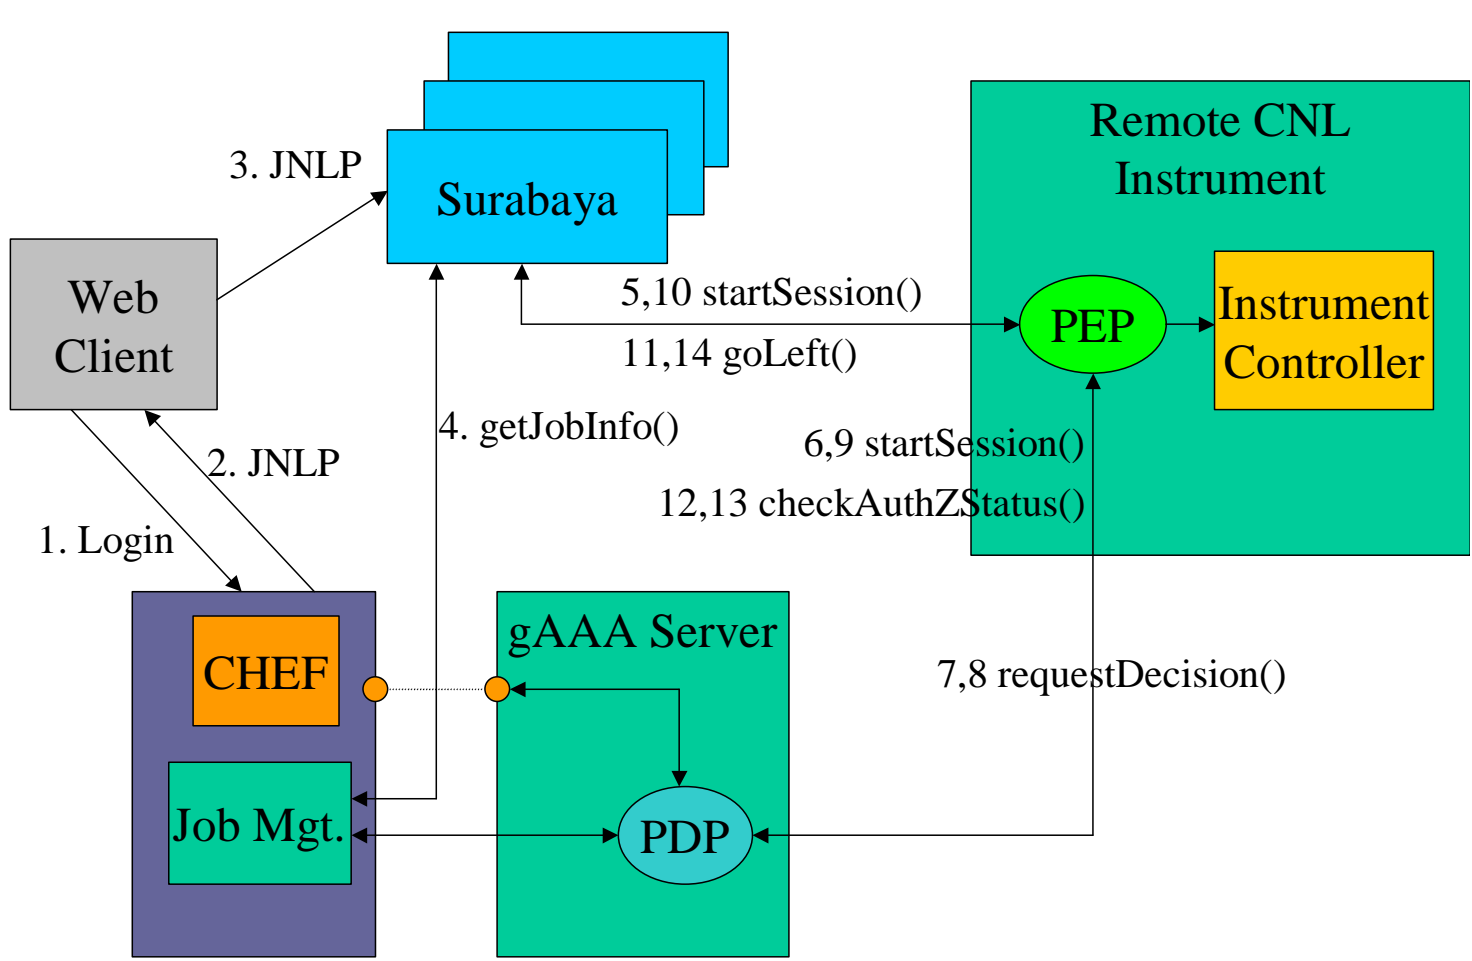 Remote CNL
Instrument
3. JNLP
Surabaya
Web
Client
5,10 startSession()
11,14 goLeft()
PEP
Instrument
Controller
4. getJobInfo()
6,9 startSession()
2. JNLP
12,13 checkAuthZStatus()
1. Login
gAAA Server
CHEF
7,8 requestDecision()
Job Mgt.
PDP